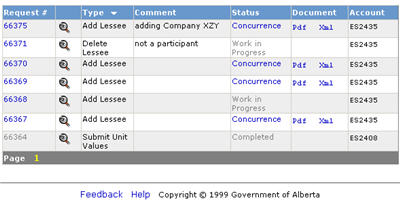 Request # Type Comment Status Document Account
66375 Add Lessee adding Company XZY Concurrence Pdf Xml ES2435
66371 Delete Lessee not a participant Work in Progress ES2435
66370 Add Lessee Concurrence Pdf Xml ES2435
66369 Add Lessee Concurrence Pdf Xml ES2435
66368 Add Lessee Work in Progress ES2435
66367 Add Lessee Concurrence Pdf Xml ES2435
66364 Submit Unit Values Completed ES2408
Page 1
Feedback Help Copyright © 1999 Government of Alberta